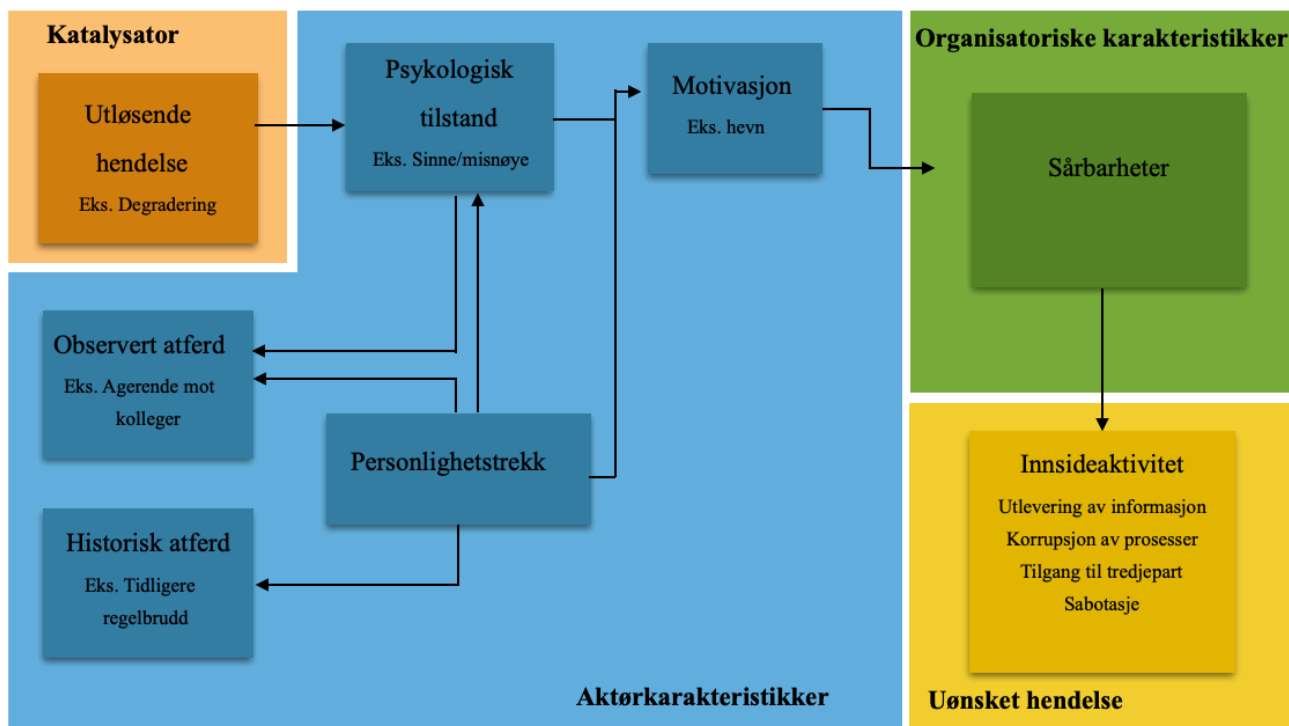 Katalysator
Utløsende
hendelse
Eks. Degradering
Psykologisk
tilstand
Eks. Sinne/misnøye
Motivasjon
Eks. hevn
Organisatoriske karakteristikker
Sårbarheter
Observert atferd
Eks. Agerende mot
kolleger
Personlighetstrekk
Historisk atferd
Eks. Tidligere
regelbrudd
Aktørkarakteristikker
Innsideaktivitet
Utlevering av informasjon
Korrupsjon av prosesser
Tilgang til tredjepart
Sabotasje
Uønsket hendelse